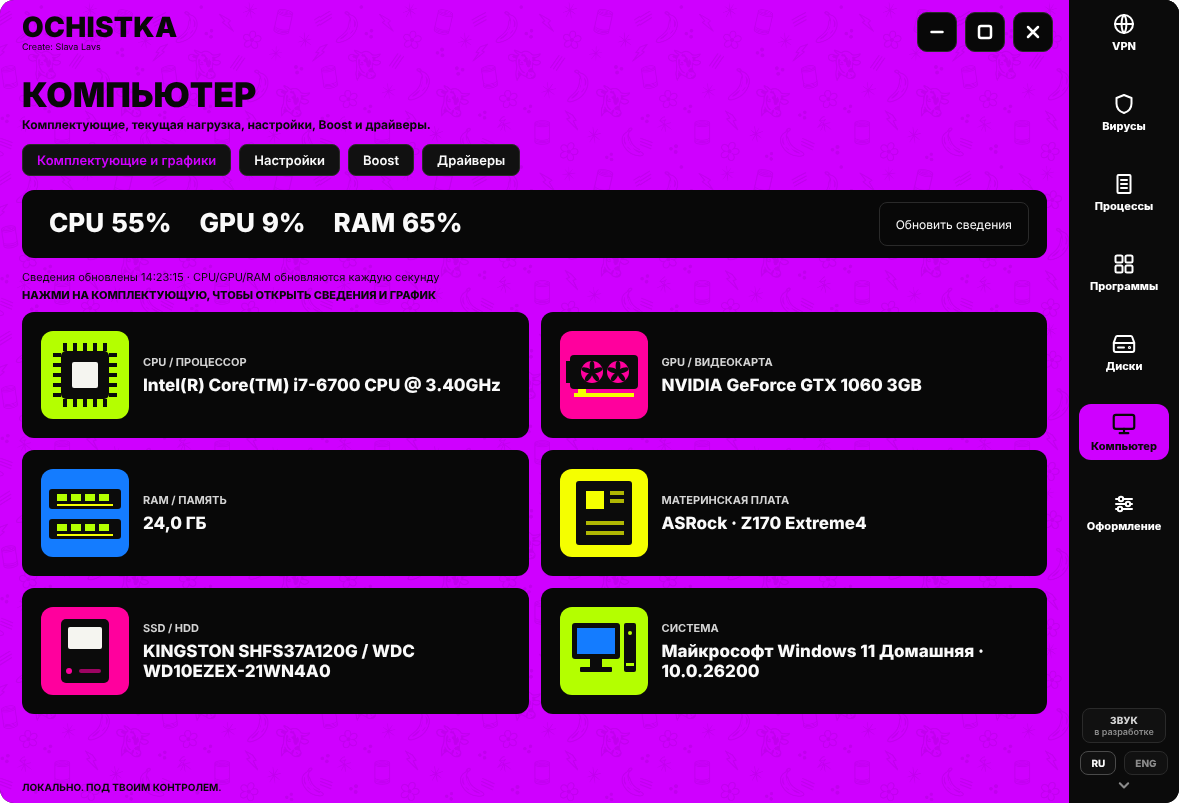 OCHISTKA
Create: Slava Lavs
КОМПЬЮТЕР
Комплектующие, текущая нагрузка, настройки, Boost и драйверы.
Комплектующие и графики
Настройки
Boost
Драйверы
CPU 55% GPU 9% RAM 65%
Обновить сведения
Сведения обновлены 14:23:15 · CPU/GPU/RAM обновляются каждую секунду
НАЖМИ НА КОМПЛЕКТУЮЩУЮ, ЧТОБЫ ОТКРЫТЬ СВЕДЕНИЯ И ГРАФИК
CPU / ПРОЦЕССОР
Intel(R) Core(TM) i7-6700 CPU @ 3.40GHz
GPU / ВИДЕОКАРТА
NVIDIA GeForce GTX 1060 3GB
RAM / ПАМЯТЬ
24,0 ГБ
МАТЕРИНСКАЯ ПЛАТА
ASRock · Z170 Extreme4
SSD / HDD
KINGSTON SHFS37A120G / WDC
WD10EZEX-21WN4A0
СИСТЕМА
Майкрософт Windows 11 Домашняя ·
10.0.26200
ЛОКАЛЬНО. ПОД ТВОИМ КОНТРОЛЕМ.
VPN
Вирусы
Процессы
Программы
Диски
Компьютер
Оформление
ЗВУК
в разработке
RU
ENG